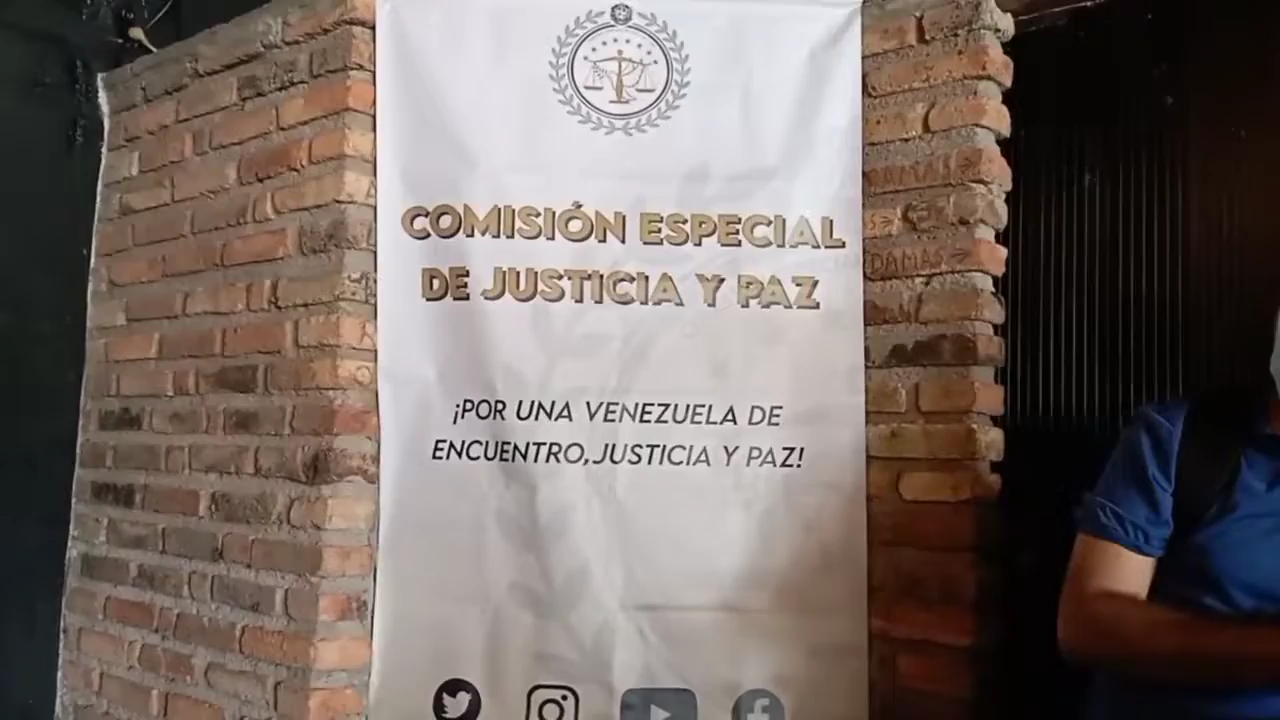 COMISIÓN ESPECIAL
DE JUSTICIA Y PAZ
¡POR UNA VENEZUELA DE
ENCUENTRO, JUSTICIA Y PAZ!
DAMAS
DAMAS